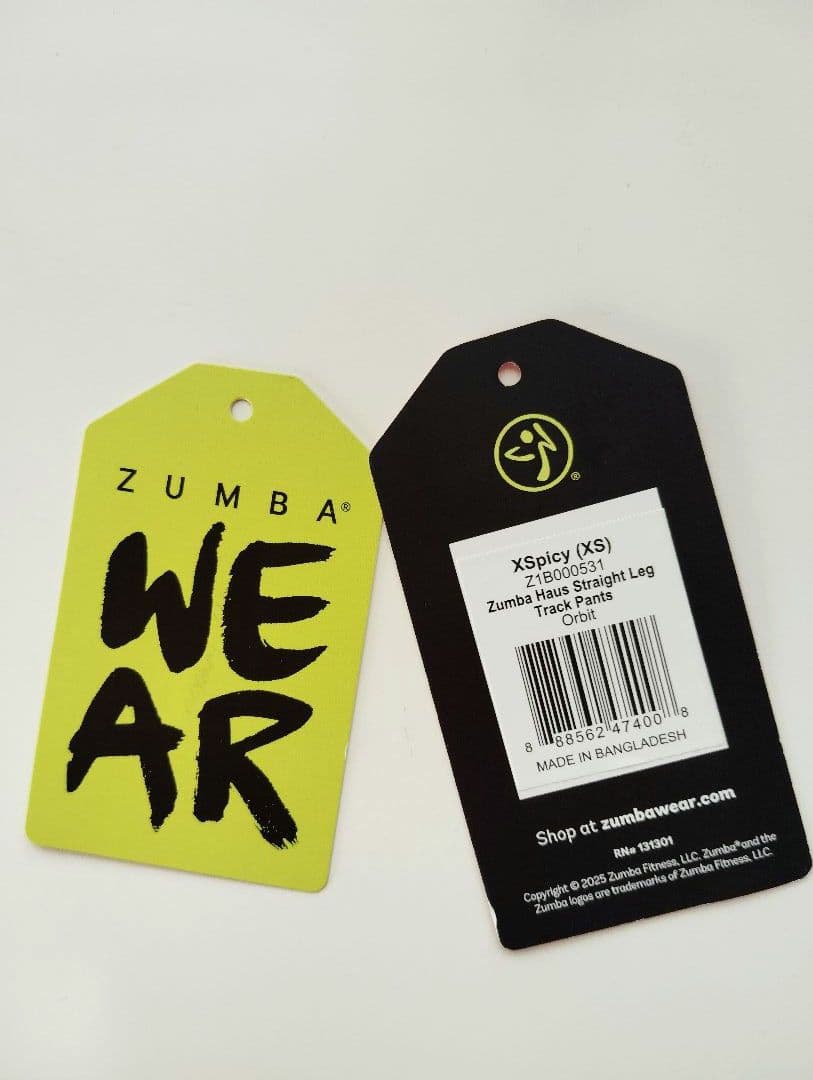 ZUMBA®
WE
AR
®
XSpicy (XS)
Z1B000531
Zumba Haus Straight Leg
Track Pants
Orbit
8 88562 47400 8
MADE IN BANGLADESH
Shop at zumbawear.com
RN# 131301
Copyright © 2025 Zumba Fitness, LLC. Zumba® and the
Zumba logos are trademarks of Zumba Fitness, LLC.